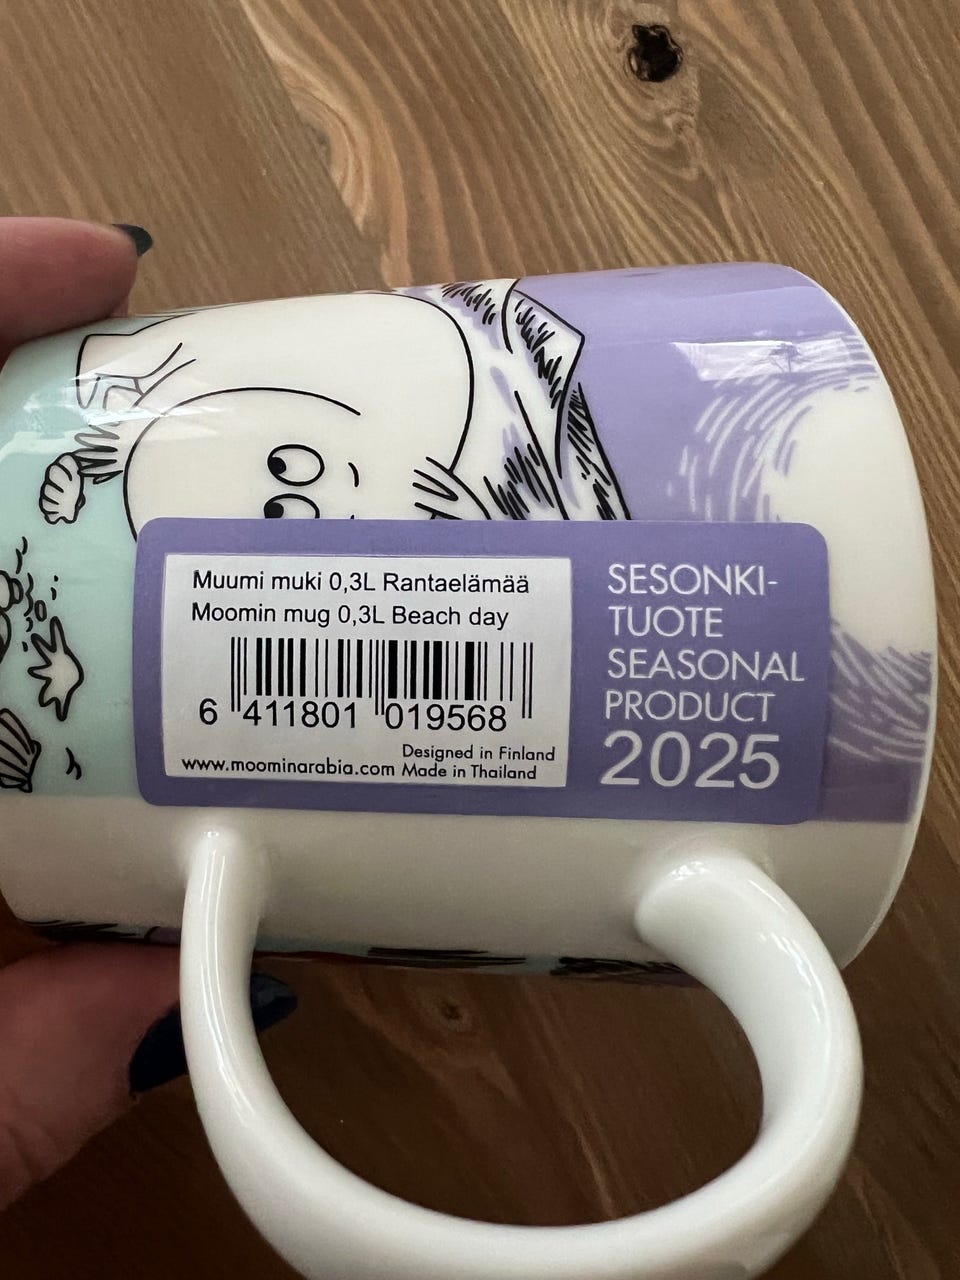 Muumi muki 0,3L Rantaelämää
Moomin mug 0,3L Beach day
6 411801 019568
Designed in Finland
www.moominarabia.com Made in Thailand
SESONKI-
TUOTE
SEASONAL
PRODUCT
2025